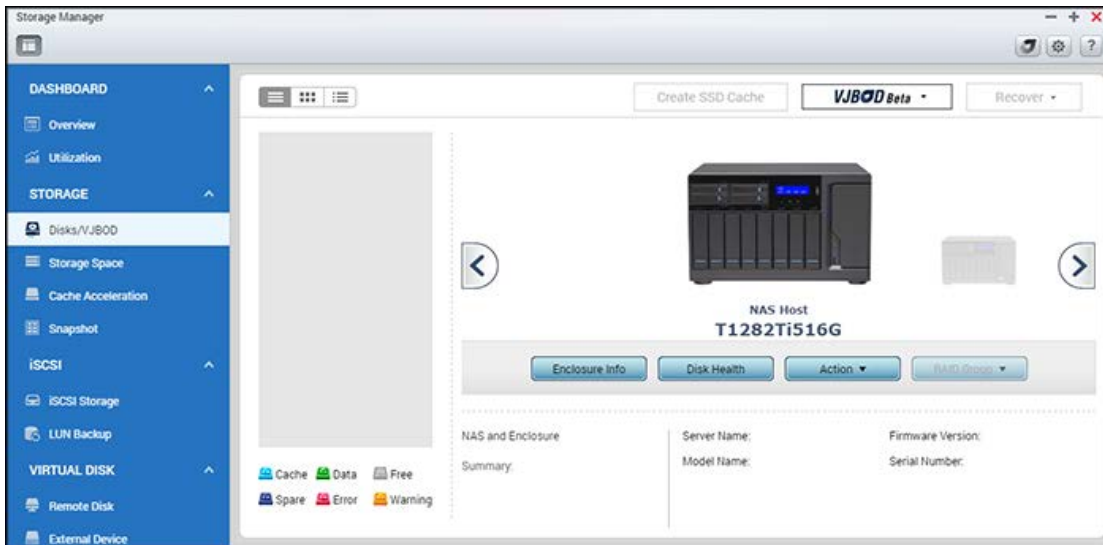 Storage Manager
?
DASHBOARD
Overview
Utilization
STORAGE
Disks/VJBOD
Storage Space
Cache Acceleration
Snapshot
iSCSI
iSCSI Storage
LUN Backup
VIRTUAL DISK
Remote Disk
External Device
Create SSD Cache
VJBOD Beta
Recover
NAS Host
T1282Ti516G
Enclosure Info
Disk Health
Action
RAID Group
Cache Data Free
Spare Error Warning
NAS and Enclosure
Summary:
Server Name:
Model Name:
Firmware Version:
Serial Number: